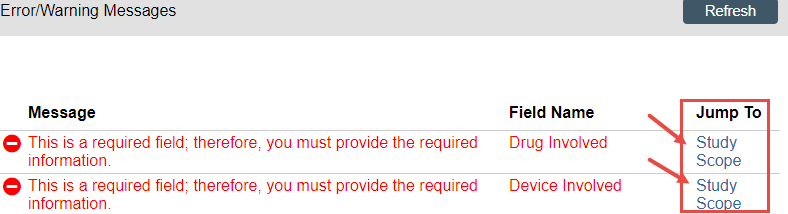 Error/Warning Messages
Refresh
Message Field Name Jump To
This is a required field; therefore, you must provide the required Drug Involved Study
information. Scope
This is a required field; therefore, you must provide the required Device Involved Study
information. Scope